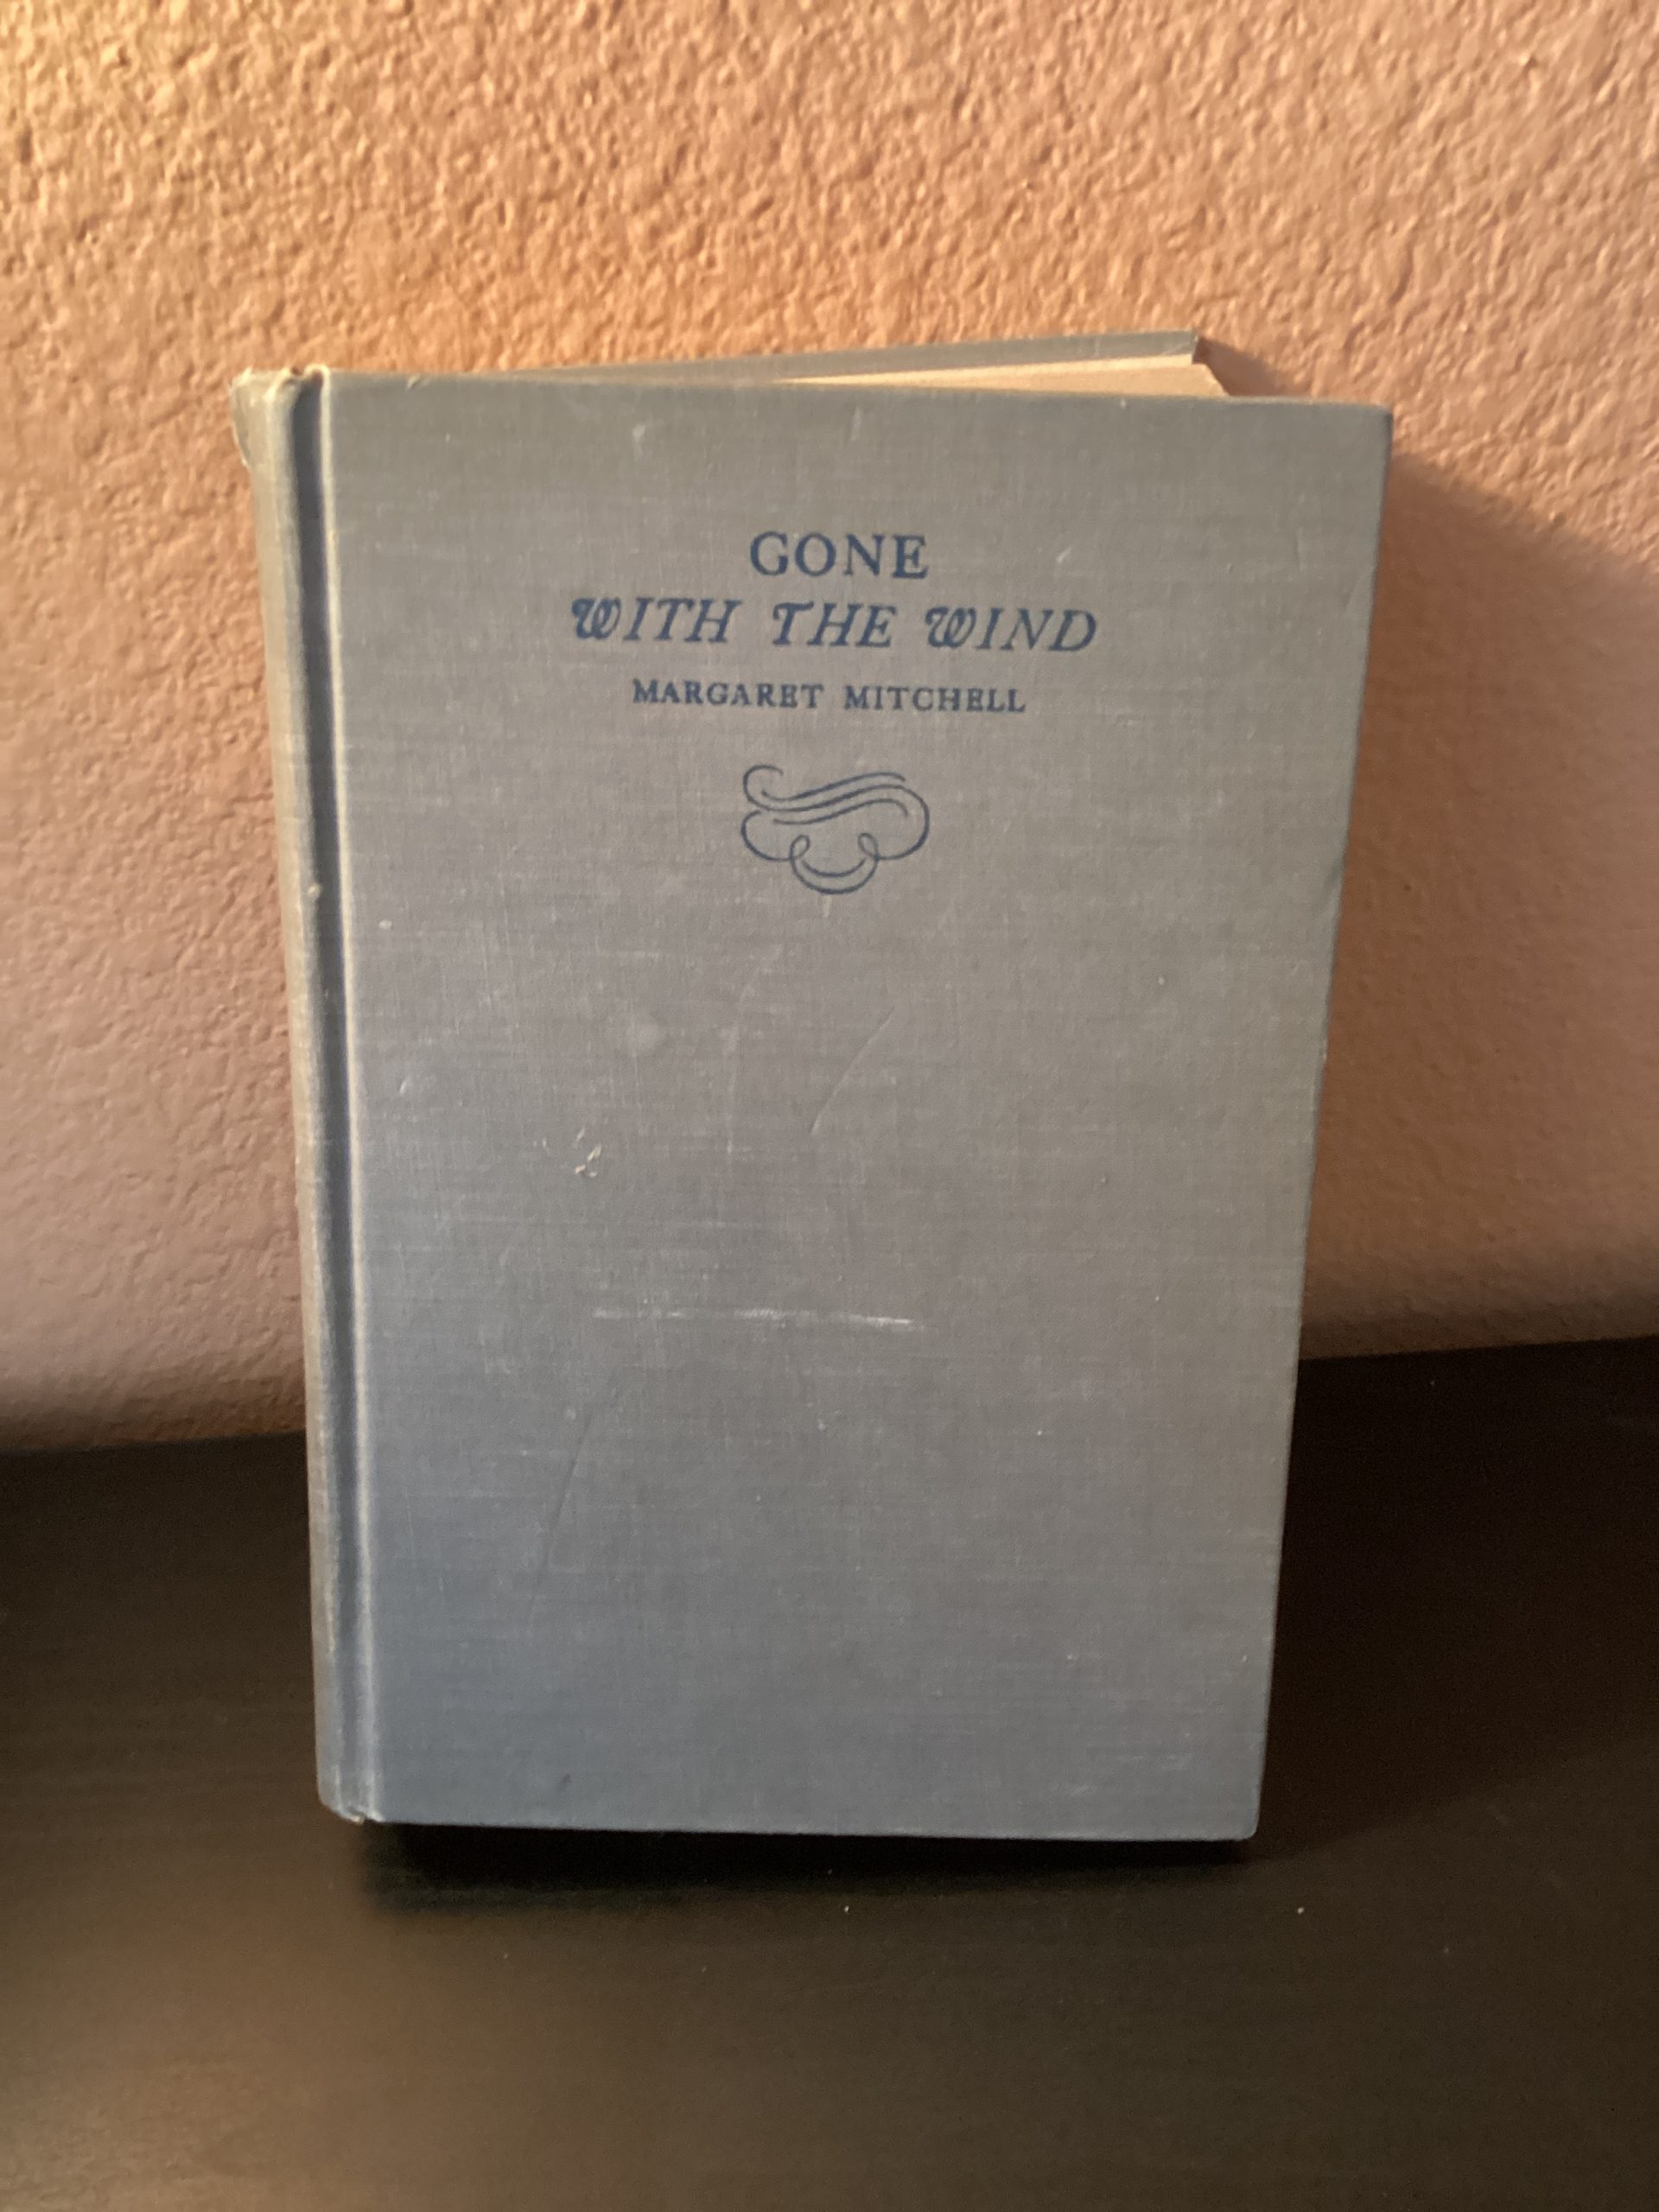 GONE
WITH THE WIND
MARGARET MITCHELL